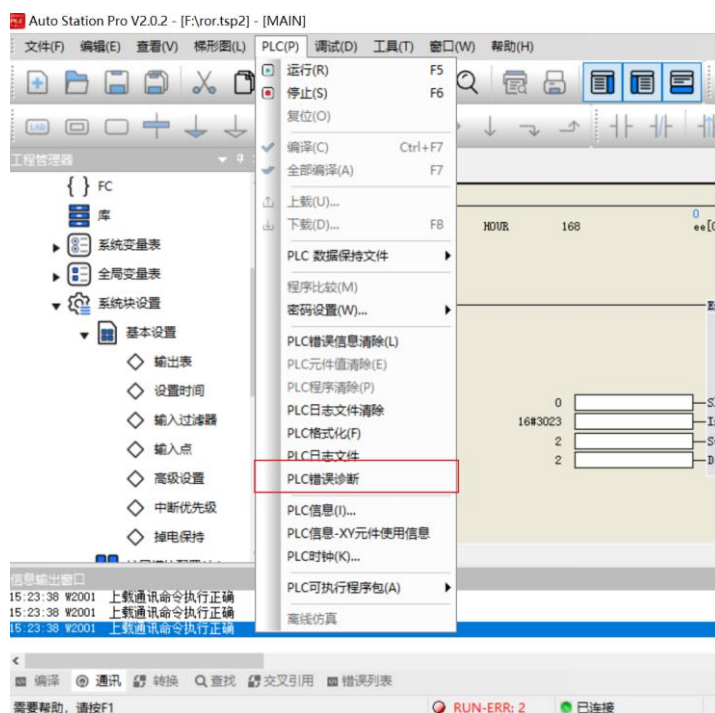 Auto Station Pro V2.0.2 - [F:\ror.tsp2] - [MAIN]
文件(F) 编辑(E) 查看(V) 梯形图(L) PLC(P) 调试(D) 工具(T) 窗口(W) 帮助(H)
运行(R) F5
停止(S) F6
复位(O)
编译(C) Ctrl+F7
全部编译(A) F7
上载(U)...
下载(D)... F8
PLC 数据保持文件
程序比较(M)
密码设置(W)...
PLC错误信息清除(L)
PLC元件值清除(E)
PLC程序清除(P)
PLC日志文件清除
PLC格式化(F)
PLC日志文件
PLC错误诊断
PLC信息(I)...
PLC信息-XY元件使用信息
PLC时钟(K)...
PLC可执行程序包(A)
离线仿真
LAD
工程管理器
{ } FC
库
系统变量表
全局变量表
系统块设置
基本设置
输出表
设置时间
输入过滤器
输入点
高级设置
中断优先级
掉电保持
HOUR 168
0
0
16#3023
2
2
信息输出窗口
15:23:38 W2001 上载通讯命令执行正确
15:23:38 W2001 上载通讯命令执行正确
15:23:38 W2001 上载通讯命令执行正确
编译 通讯 转换 查找 交叉引用 错误列表
需要帮助, 请按F1 RUN-ERR: 2 已连接